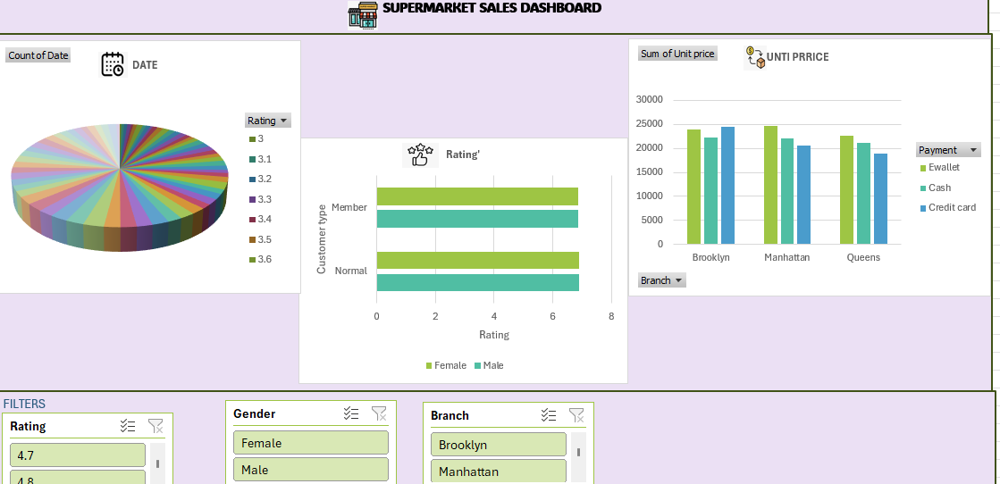 SUPERMARKET SALES DASHBOARD
Count of Date
DATE
Rating
3
3.1
3.2
3.3
3.4
3.5
3.6
Rating'
Customer type
Member
Normal
0 2 4 6 8
Rating
Female Male
Sum of Unit price
UNTI PRRICE
30000
25000
20000
15000
10000
5000
0
Brooklyn Manhattan Queens
Payment
Ewallet
Cash
Credit card
Branch
FILTERS
Rating
4.7
4.8
Gender
Female
Male
Branch
Brooklyn
Manhattan